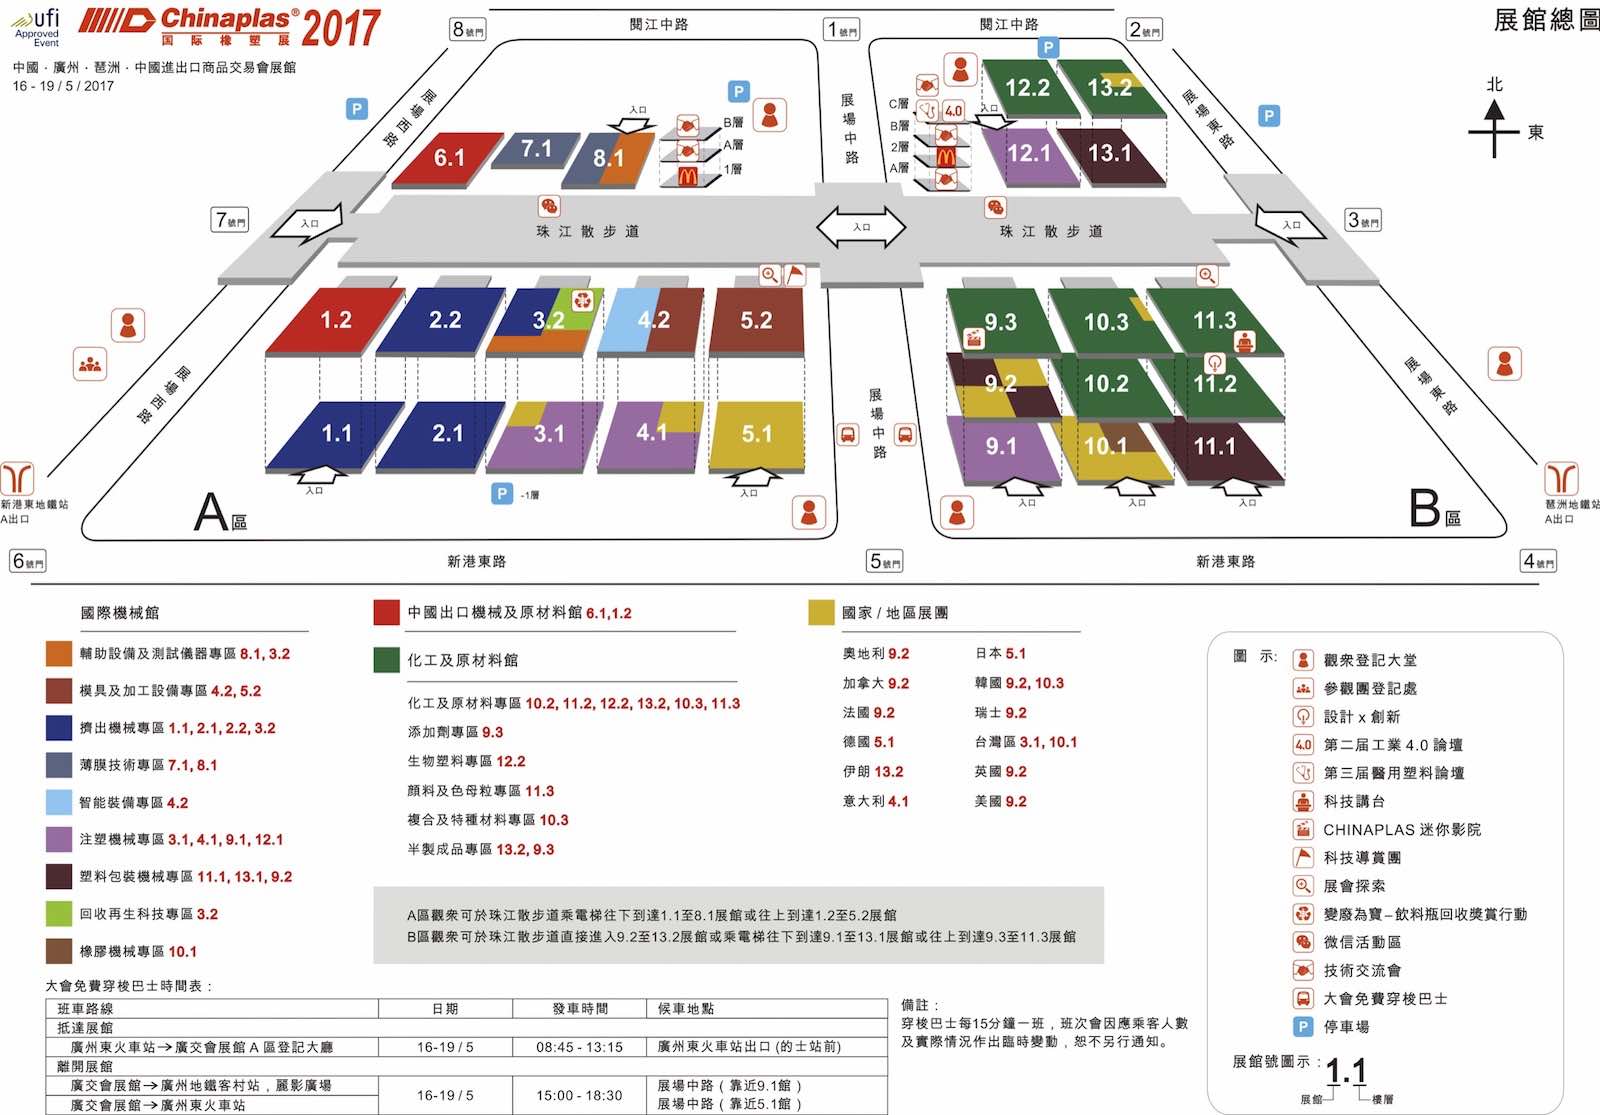 ufi
Approved
Event
Chinaplas® 2017
国际橡塑展
中國．廣州．琶洲．中國進出口商品交易會展館
16 - 19 / 5 / 2017
展館總圖
北
東
8號門
閱江中路
1號門
閱江中路
2號門
P
P
P
P
展場西路
展場中路
展場東路
入口
B層
A層
1層
C層
B層
2層
A層
4.0
入口
6.1
7.1
8.1
12.2
13.2
12.1
13.1
7號門
入口
珠江散步道
入口
珠江散步道
入口
3號門
1.2
2.2
3.2
4.2
5.2
9.3
10.3
11.3
9.2
10.2
11.2
1.1
2.1
3.1
4.1
5.1
9.1
10.1
11.1
展場西路
展場中路
展場東路
入口
P -1層
入口
入口
入口
入口
新港東地鐵站
A出口
A區
B區
琶洲地鐵站
A出口
6號門
新港東路
5號門
新港東路
4號門
國際機械館
輔助設備及測試儀器專區 8.1, 3.2
模具及加工設備專區 4.2, 5.2
擠出機械專區 1.1, 2.1, 2.2, 3.2
薄膜技術專區 7.1, 8.1
智能裝備專區 4.2
注塑機械專區 3.1, 4.1, 9.1, 12.1
塑料包裝機械專區 11.1, 13.1, 9.2
回收再生科技專區 3.2
橡膠機械專區 10.1
中國出口機械及原材料館 6.1,1.2
化工及原材料館
化工及原材料專區 10.2, 11.2, 12.2, 13.2, 10.3, 11.3
添加劑專區 9.3
生物塑料專區 12.2
顏料及色母粒專區 11.3
複合及特種材料專區 10.3
半製成品專區 13.2, 9.3
國家 / 地區展團
奧地利 9.2
日本 5.1
加拿大 9.2
韓國 9.2, 10.3
法國 9.2
瑞士 9.2
德國 5.1
台灣區 3.1, 10.1
伊朗 13.2
英國 9.2
意大利 4.1
美國 9.2
A區觀衆可於珠江散步道乘電梯往下到達1.1至8.1展館或往上到達1.2至5.2展館
B區觀衆可於珠江散步道直接進入9.2至13.2展館或乘電梯往下到達9.1至13.1展館或往上到達9.3至11.3展館
圖 示:
觀衆登記大堂
參觀團登記處
設計 x 創新
4.0 第二届工業 4.0 論壇
第三届醫用塑料論壇
科技講台
CHINAPLAS 迷你影院
科技導賞團
展會探索
變廢為寶－飲料瓶回收獎賞行動
微信活動區
技術交流會
大會免費穿梭巴士
P 停車場
展館號圖示 : 1.1
展館 樓層
大會免費穿梭巴士時間表 :
班車路線 日期 發車時間 候車地點
抵達展館
廣州東火車站→廣交會展館 A 區登記大廳 16-19 / 5 08:45 - 13:15 廣州東火車站出口 (的士站前)
離開展館
廣交會展館→廣州地鐵客村站，麗影廣場 16-19 / 5 15:00 - 18:30 展場中路（靠近9.1館）
廣交會展館→廣州東火車站 展場中路（靠近5.1館）
備註 :
穿梭巴士每15分鐘一班，班次會因應乘客人數
及實際情況作出臨時變動，恕不另行通知。